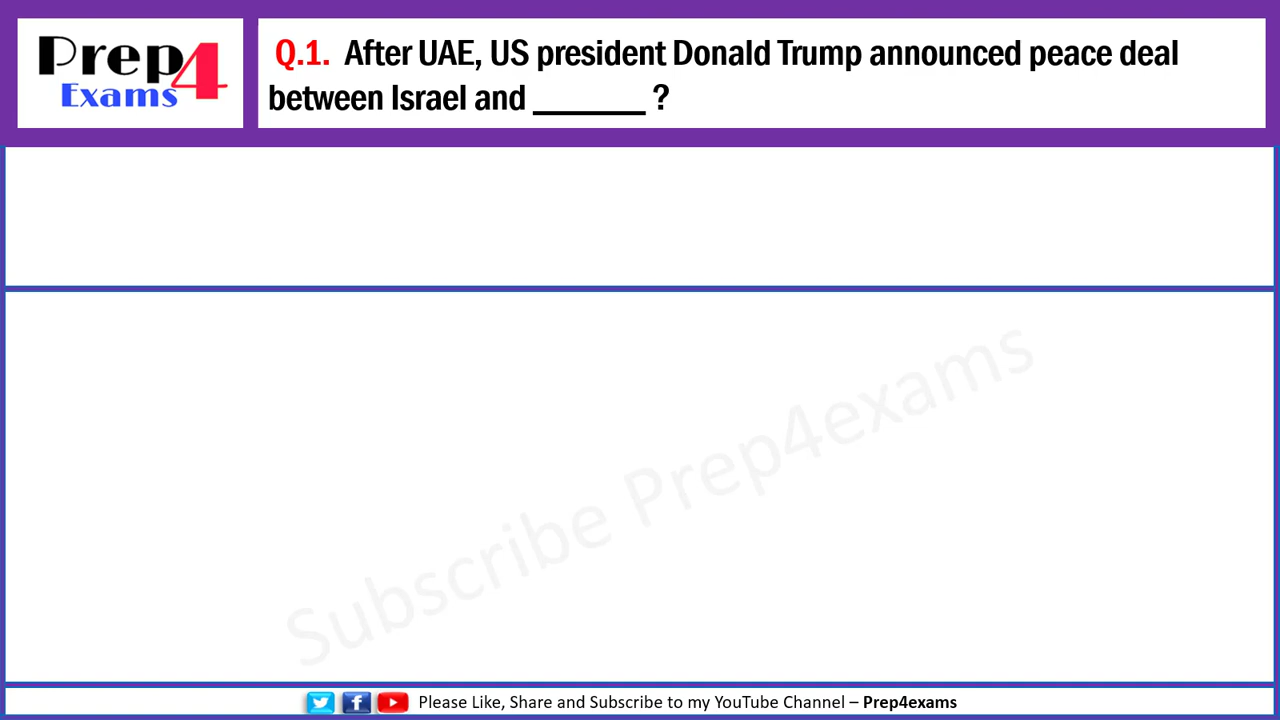 Prep4
Exams
Q.1. After UAE, US president Donald Trump announced peace deal
between Israel and _______ ?
Subscribe Prep4exams
Please Like, Share and Subscribe to my YouTube Channel – Prep4exams